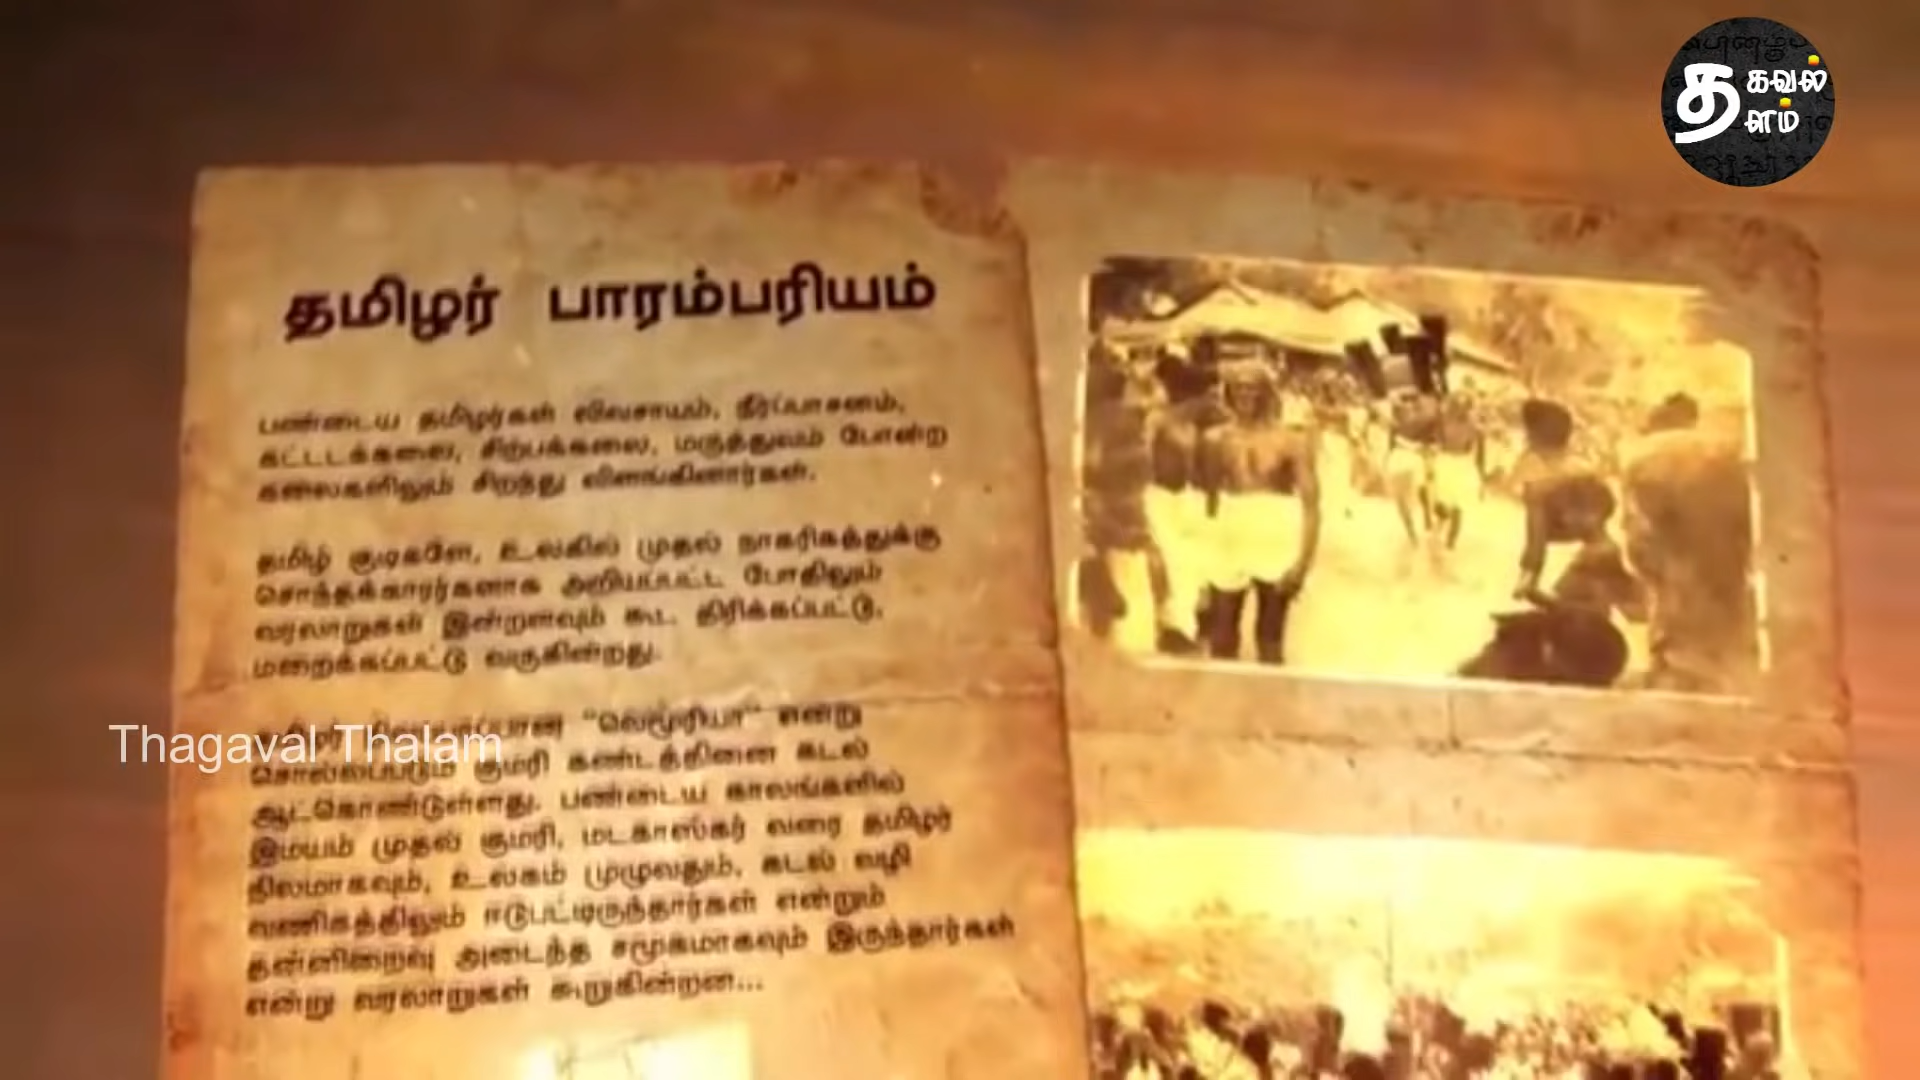 தகவல்
தளம்
தமிழர் பாரம்பரியம்
பண்டைய தமிழர்கள் விவசாயம், நீர்ப்பாசனம்,
கட்டடக்கலை, சிற்பக்கலை, மருத்துவம் போன்ற
கலைகளிலும் சிறந்து விளங்கினார்கள்.
தமிழ் குடிகளே, உலகில் முதல் நாகரிகத்துக்கு
சொந்தக்காரர்களாக அறியப்பட்ட போதிலும்
வரலாறுகள் இன்றளவும் கூட திரிக்கப்பட்டு,
மறைக்கப்பட்டு வருகின்றது.
"லெமூரியா" என்று
Thagaval Thalam
சொல்லப்படும் குமரி கண்டத்தினை கடல்
ஆட்கொண்டுள்ளது. பண்டைய காலங்களில்
இமயம் முதல் குமரி, மடகாஸ்கர் வரை தமிழர்
நிலமாகவும், உலகம் முழுவதும், கடல் வழி
வணிகத்திலும் ஈடுபட்டிருந்தார்கள் என்றும்
தன்னிறைவு அடைந்த சமூகமாகவும் இருந்தார்கள்
என்று வரலாறுகள் கூறுகின்றன...